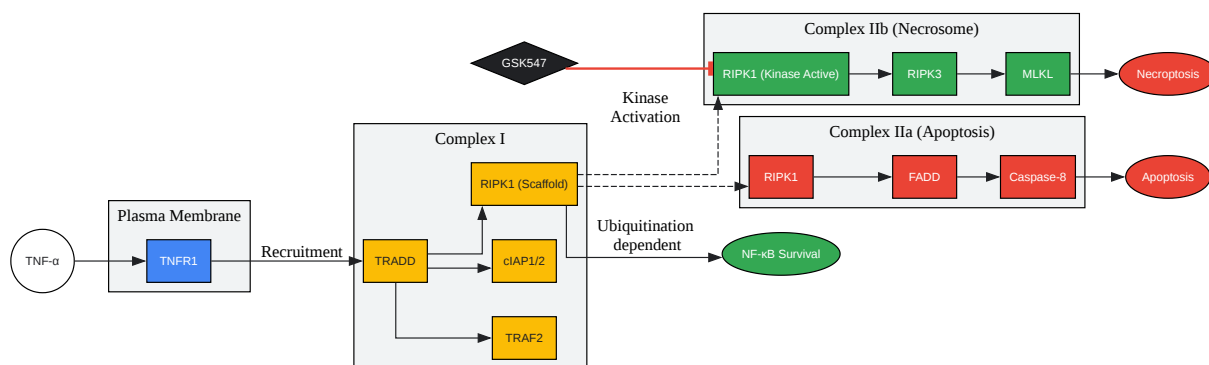 Complex IIb (Necrosome)
GSK547
RIPK1 (Kinase Active)
RIPK3
MLKL
Necroptosis
Kinase
Activation
Complex IIa (Apoptosis)
Complex I
RIPK1 (Scaffold)
RIPK1
FADD
Caspase-8
Apoptosis
Plasma Membrane
Ubiquitination
dependent
Recruitment
TNF-α
TNFR1
TRADD
cIAP1/2
NF-κB Survival
TRAF2